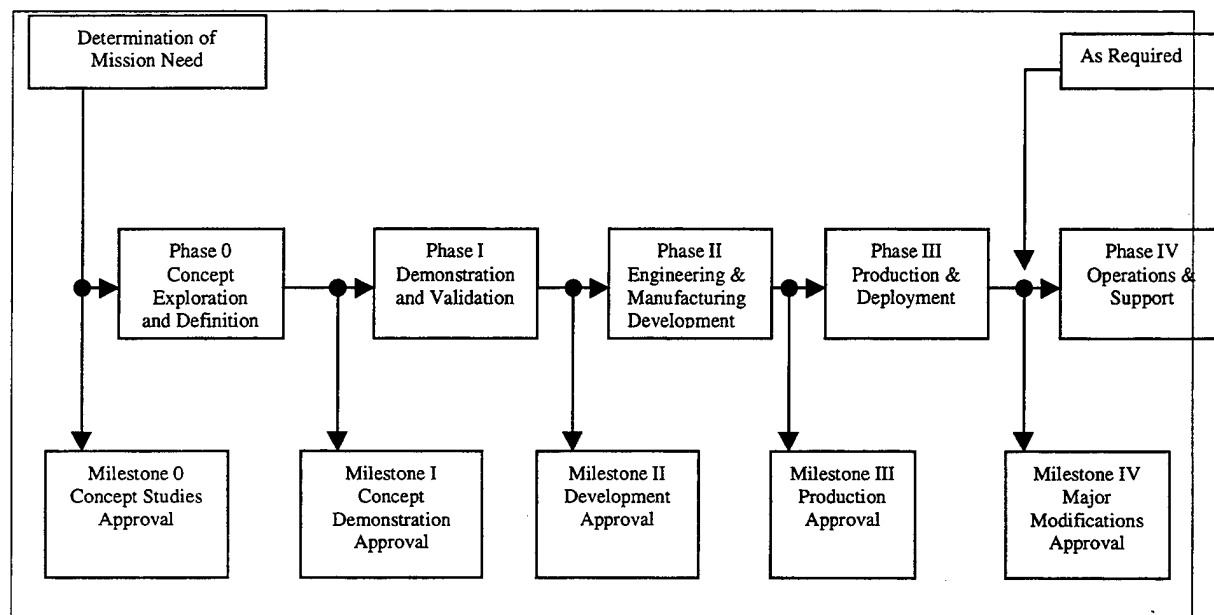 Determination of
Mission Need
As Required
Phase 0
Concept
Exploration
and Definition
Phase I
Demonstration
and Validation
Phase II
Engineering &
Manufacturing
Development
Phase III
Production &
Deployment
Phase IV
Operations &
Support
Milestone 0
Concept Studies
Approval
Milestone I
Concept
Demonstration
Approval
Milestone II
Development
Approval
Milestone III
Production
Approval
Milestone IV
Major
Modifications
Approval